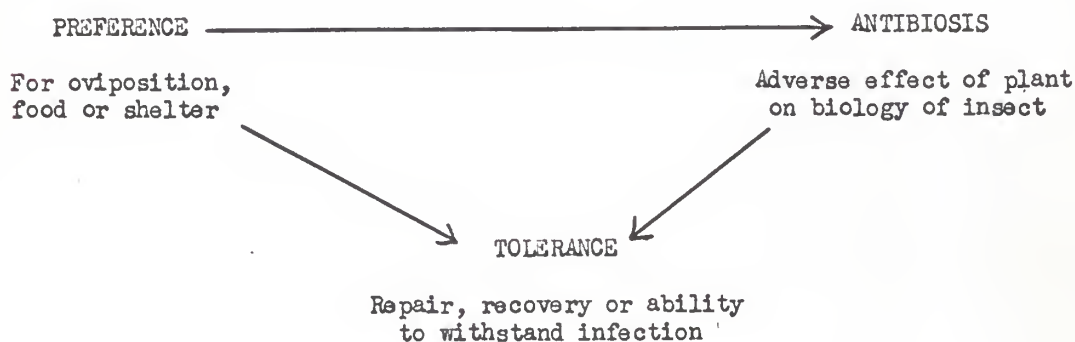 PREFERENCE
ANTIBIOSIS
For oviposition,
food or shelter
Adverse effect of plant
on biology of insect
TOLERANCE
Repair, recovery or ability
to withstand infection